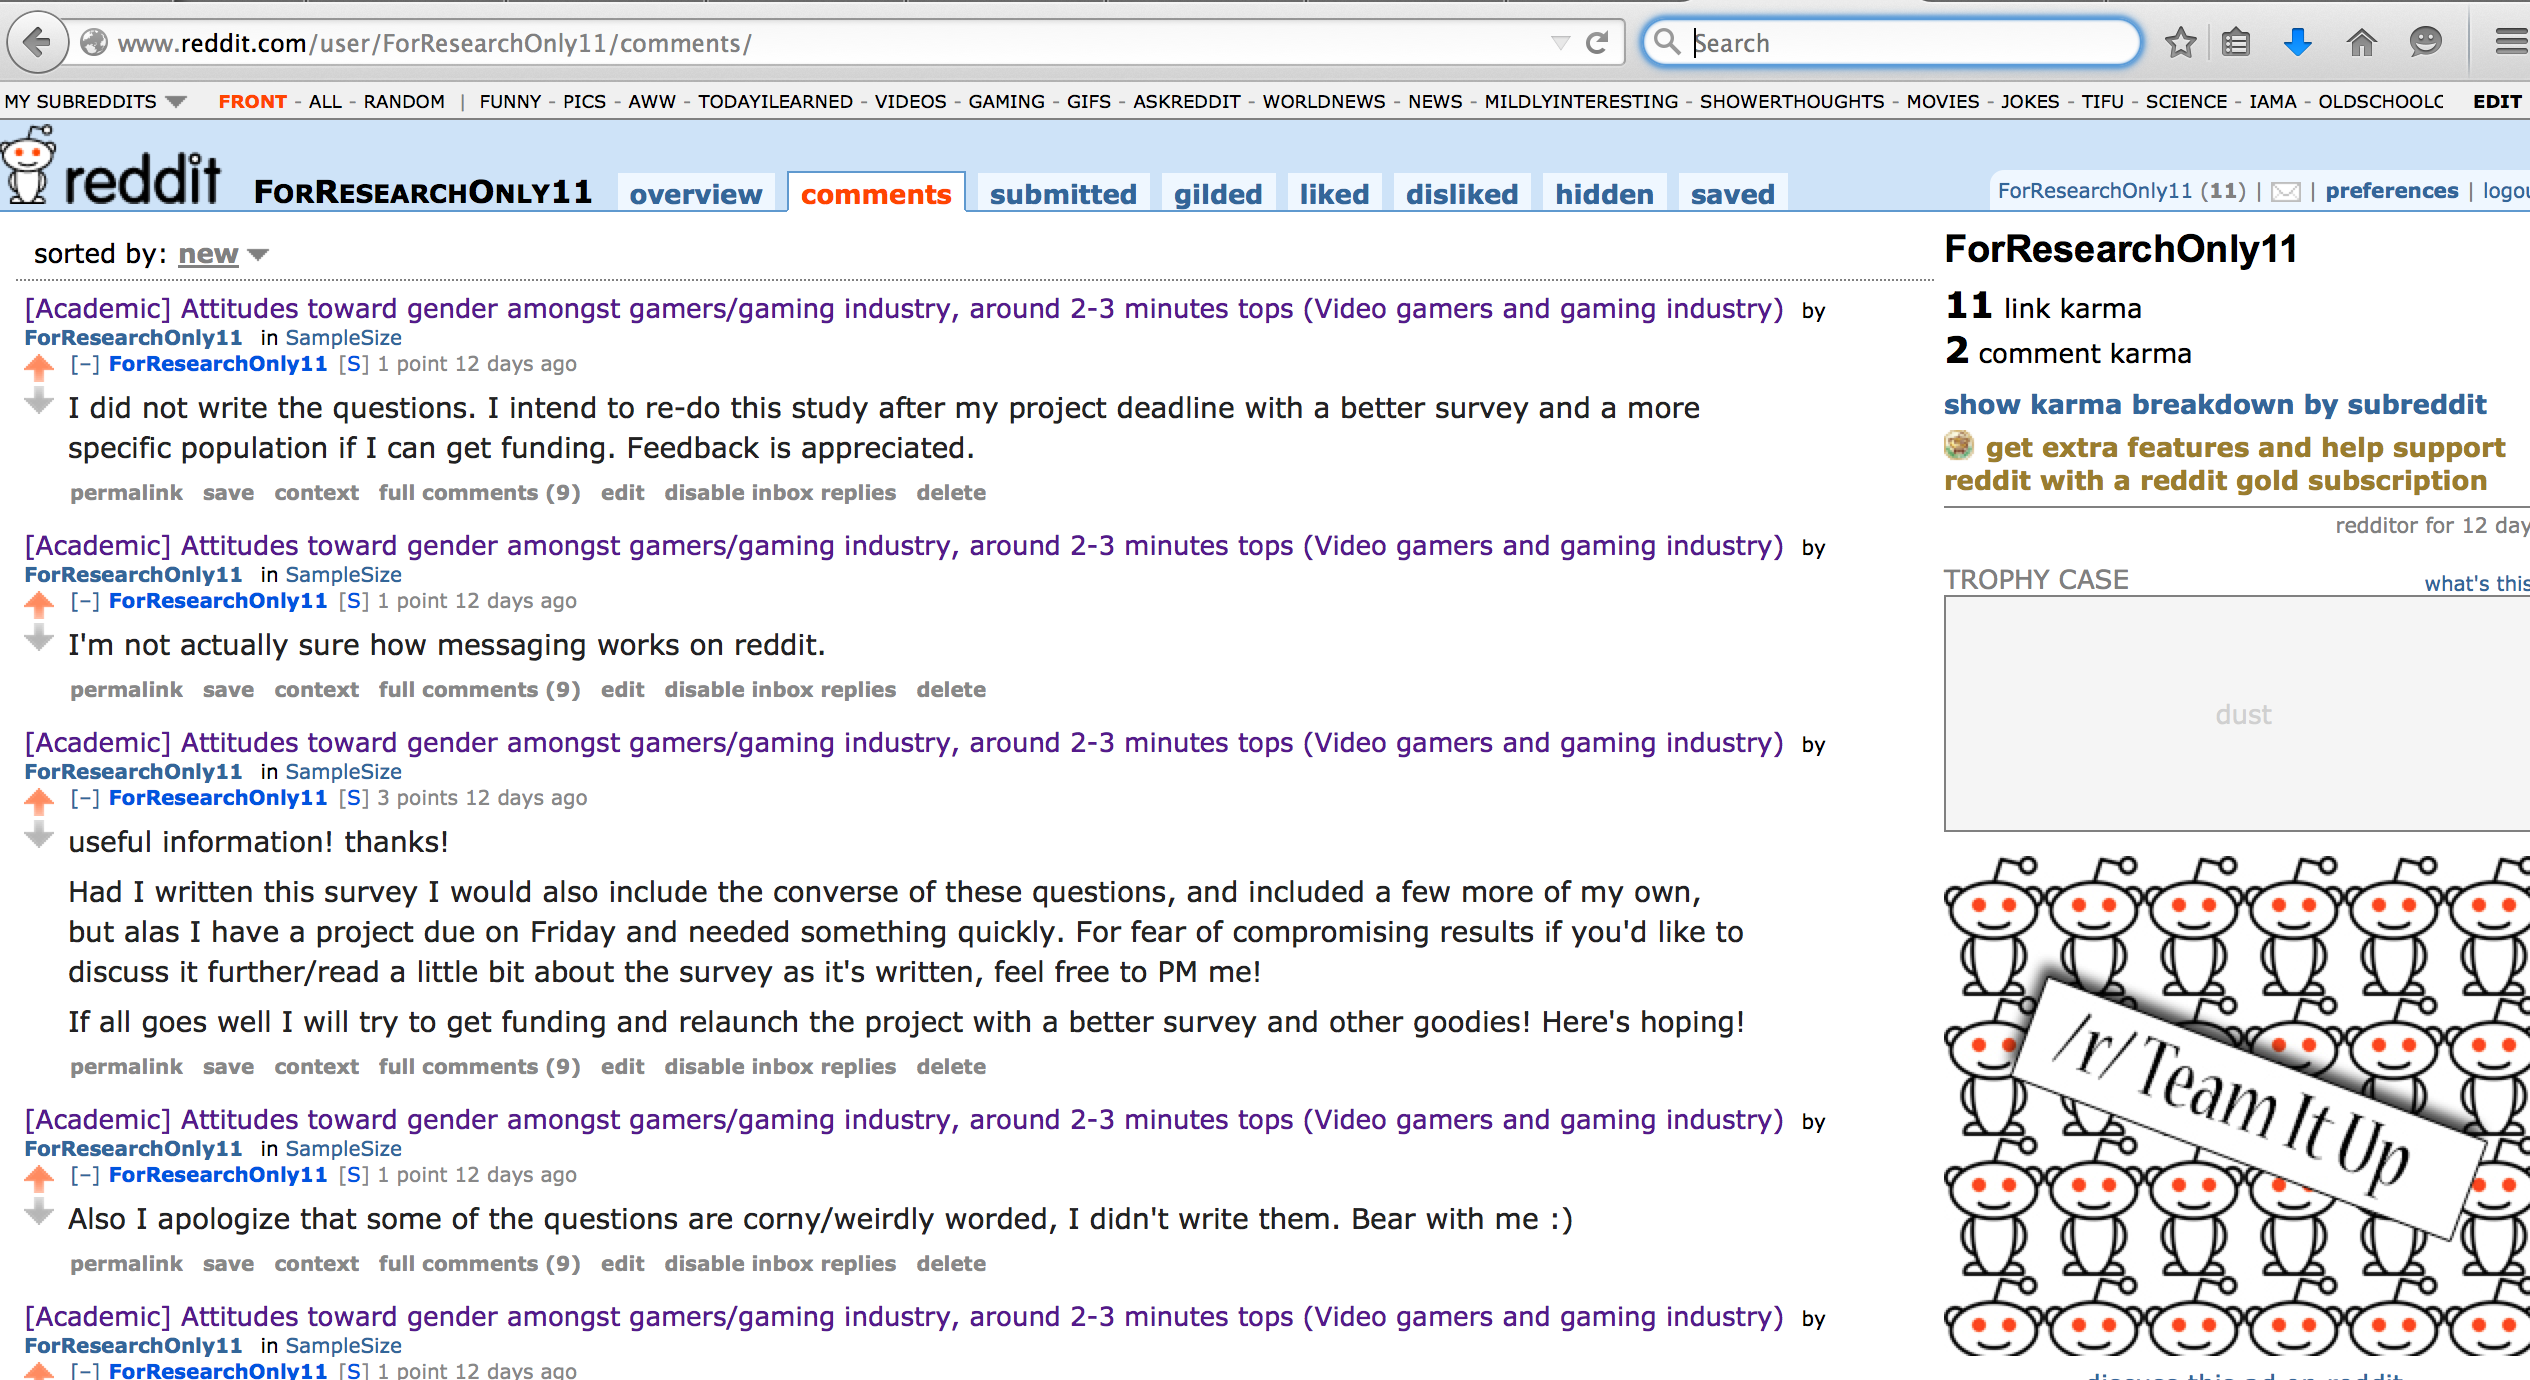 www.reddit.com/user/ForResearchOnly11/comments/
Search
MY SUBREDDITS FRONT - ALL - RANDOM | FUNNY - PICS - AWW - TODAYILEARNED - VIDEOS - GAMING - GIFS - ASKREDDIT - WORLDNEWS - NEWS - MILDLYINTERESTING - SHOWERTHOUGHTS - MOVIES - JOKES - TIFU - SCIENCE - IAMA - OLDSCHOOLC EDIT
reddit FORRESEARCHONLY11 overview comments submitted gilded liked disliked hidden saved
ForResearchOnly11 (11) | | preferences | logou
sorted by: new
[Academic] Attitudes toward gender amongst gamers/gaming industry, around 2-3 minutes tops (Video gamers and gaming industry) by
ForResearchOnly11 in SampleSize
[–] ForResearchOnly11 [S] 1 point 12 days ago
I did not write the questions. I intend to re-do this study after my project deadline with a better survey and a more
specific population if I can get funding. Feedback is appreciated.
permalink save context full comments (9) edit disable inbox replies delete
[Academic] Attitudes toward gender amongst gamers/gaming industry, around 2-3 minutes tops (Video gamers and gaming industry) by
ForResearchOnly11 in SampleSize
[–] ForResearchOnly11 [S] 1 point 12 days ago
I'm not actually sure how messaging works on reddit.
permalink save context full comments (9) edit disable inbox replies delete
[Academic] Attitudes toward gender amongst gamers/gaming industry, around 2-3 minutes tops (Video gamers and gaming industry) by
ForResearchOnly11 in SampleSize
[–] ForResearchOnly11 [S] 3 points 12 days ago
useful information! thanks!
Had I written this survey I would also include the converse of these questions, and included a few more of my own,
but alas I have a project due on Friday and needed something quickly. For fear of compromising results if you'd like to
discuss it further/read a little bit about the survey as it's written, feel free to PM me!
If all goes well I will try to get funding and relaunch the project with a better survey and other goodies! Here's hoping!
permalink save context full comments (9) edit disable inbox replies delete
[Academic] Attitudes toward gender amongst gamers/gaming industry, around 2-3 minutes tops (Video gamers and gaming industry) by
ForResearchOnly11 in SampleSize
[–] ForResearchOnly11 [S] 1 point 12 days ago
Also I apologize that some of the questions are corny/weirdly worded, I didn't write them. Bear with me :)
permalink save context full comments (9) edit disable inbox replies delete
[Academic] Attitudes toward gender amongst gamers/gaming industry, around 2-3 minutes tops (Video gamers and gaming industry) by
ForResearchOnly11 in SampleSize
[–] ForResearchOnly11 [S] 1 point 12 days ago
ForResearchOnly11
11 link karma
2 comment karma
show karma breakdown by subreddit
get extra features and help support
reddit with a reddit gold subscription
redditor for 12 day
TROPHY CASE what's this
dust
/r/Team It Up
discuss this ad on reddit